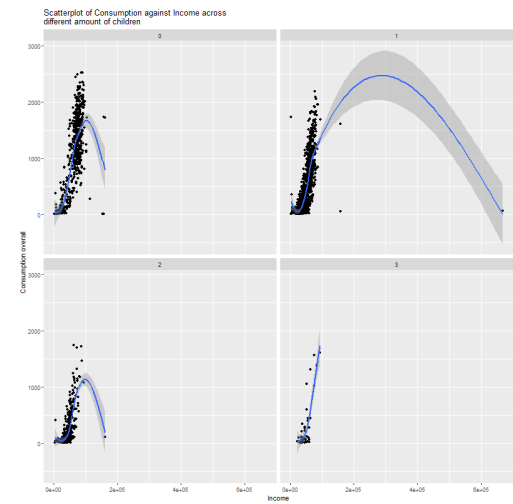 Scatterplot of Consumption against Income across
different amount of children
0
1
3000
2000
1000
0
2
3
3000
2000
1000
0
Consumption overall
0e+00
2e+05
4e+05
6e+05
0e+00
2e+05
4e+05
6e+05
Income